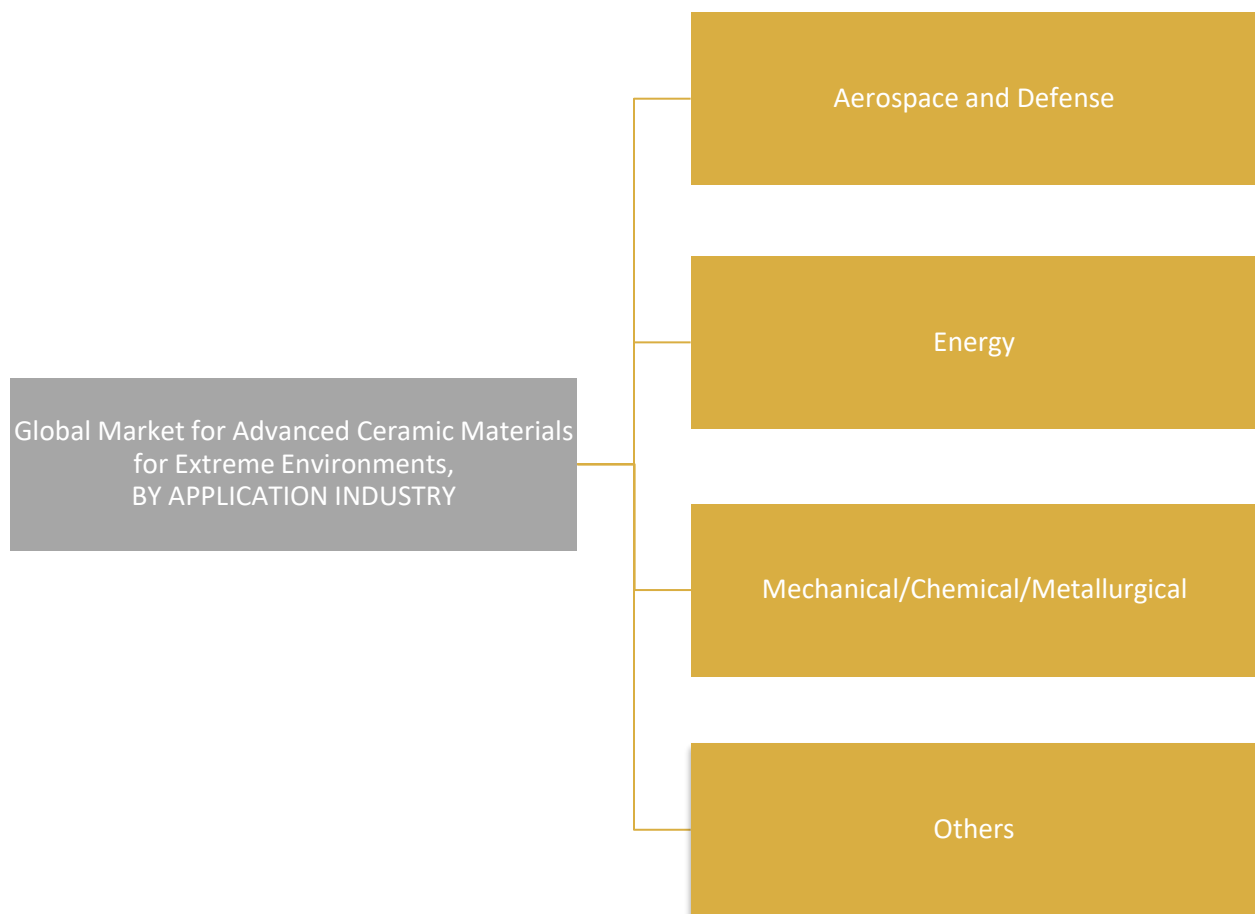 Aerospace and Defense
Energy
Global Market for Advanced Ceramic Materials
for Extreme Environments,
BY APPLICATION INDUSTRY
Mechanical/Chemical/Metallurgical
Others